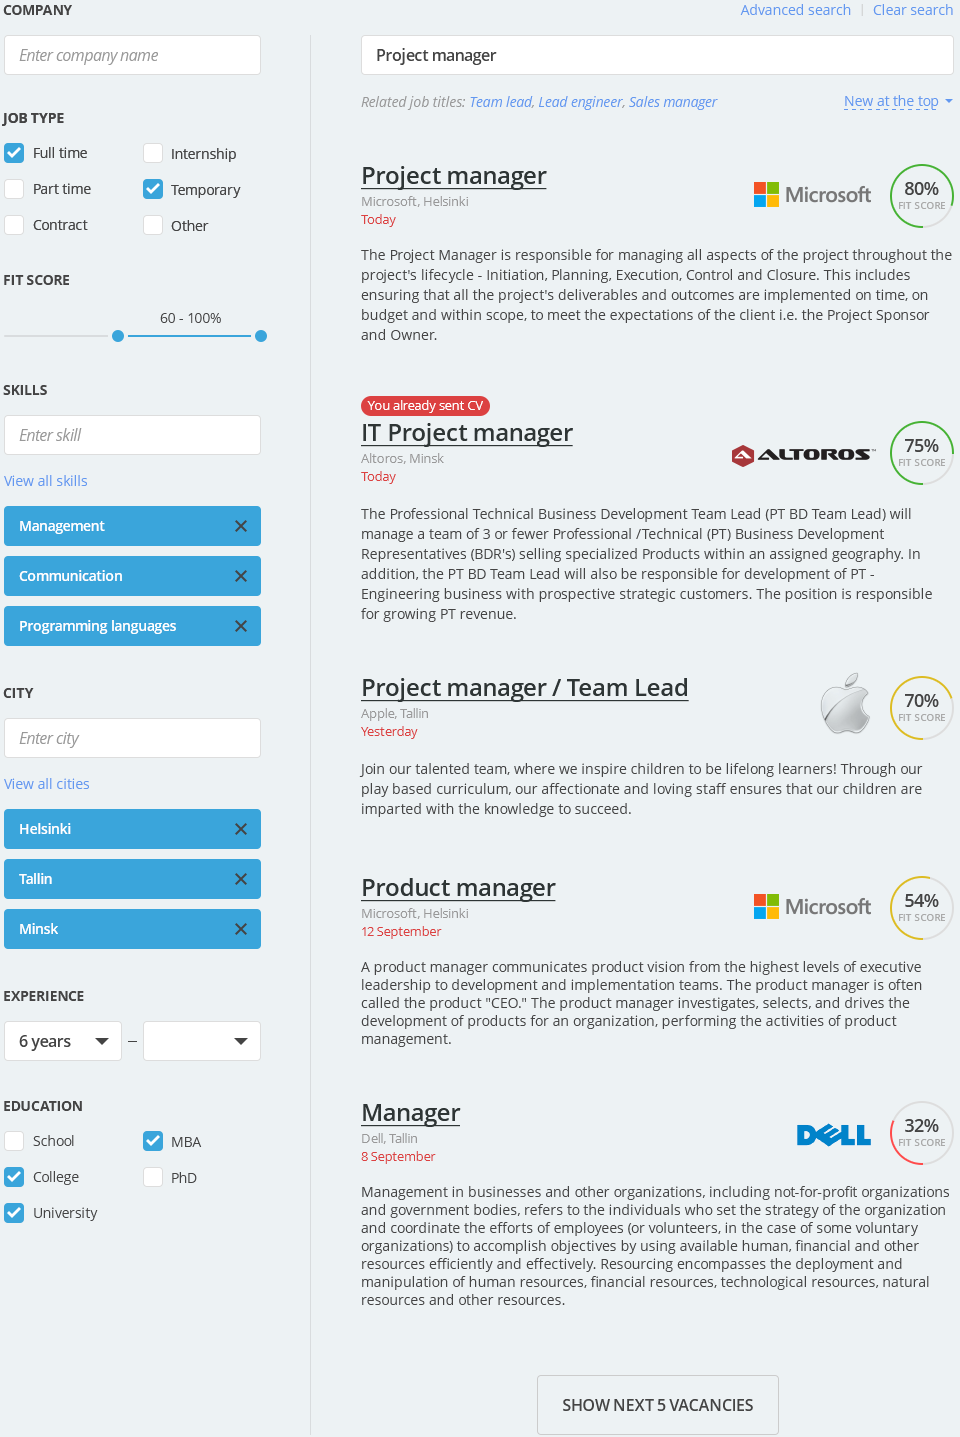 COMPANY
Enter company name
JOB TYPE
Full time
Internship
Part time
Temporary
Contract
Other
FIT SCORE
60 - 100%
SKILLS
Enter skill
View all skills
Management
Communication
Programming languages
CITY
Enter city
View all cities
Helsinki
Tallin
Minsk
EXPERIENCE
6 years
–
EDUCATION
School
MBA
College
PhD
University
Advanced search | Clear search
Project manager
Related job titles: Team lead, Lead engineer, Sales manager
New at the top
Project manager
Microsoft, Helsinki
Today
Microsoft
80%
FIT SCORE
The Project Manager is responsible for managing all aspects of the project throughout the
project's lifecycle - Initiation, Planning, Execution, Control and Closure. This includes
ensuring that all the project's deliverables and outcomes are implemented on time, on
budget and within scope, to meet the expectations of the client i.e. the Project Sponsor
and Owner.
You already sent CV
IT Project manager
Altoros, Minsk
Today
ALTOROS™
75%
FIT SCORE
The Professional Technical Business Development Team Lead (PT BD Team Lead) will
manage a team of 3 or fewer Professional /Technical (PT) Business Development
Representatives (BDR's) selling specialized Products within an assigned geography. In
addition, the PT BD Team Lead will also be responsible for development of PT -
Engineering business with prospective strategic customers. The position is responsible
for growing PT revenue.
Project manager / Team Lead
Apple, Tallin
Yesterday
70%
FIT SCORE
Join our talented team, where we inspire children to be lifelong learners! Through our
play based curriculum, our affectionate and loving staff ensures that our children are
imparted with the knowledge to succeed.
Product manager
Microsoft, Helsinki
12 September
Microsoft
54%
FIT SCORE
A product manager communicates product vision from the highest levels of executive
leadership to development and implementation teams. The product manager is often
called the product "CEO." The product manager investigates, selects, and drives the
development of products for an organization, performing the activities of product
management.
Manager
Dell, Tallin
8 September
DELL
32%
FIT SCORE
Management in businesses and other organizations, including not-for-profit organizations
and government bodies, refers to the individuals who set the strategy of the organization
and coordinate the efforts of employees (or volunteers, in the case of some voluntary
organizations) to accomplish objectives by using available human, financial and other
resources efficiently and effectively. Resourcing encompasses the deployment and
manipulation of human resources, financial resources, technological resources, natural
resources and other resources.
SHOW NEXT 5 VACANCIES